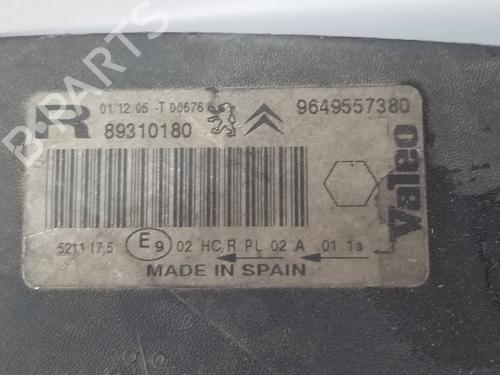 B-PARTS
R 01 12 05 -T 00676 9649557380
89310180
Valeo
5211 17,5 E9 02 HC,R PL 02 A 01 1a
MADE IN SPAIN